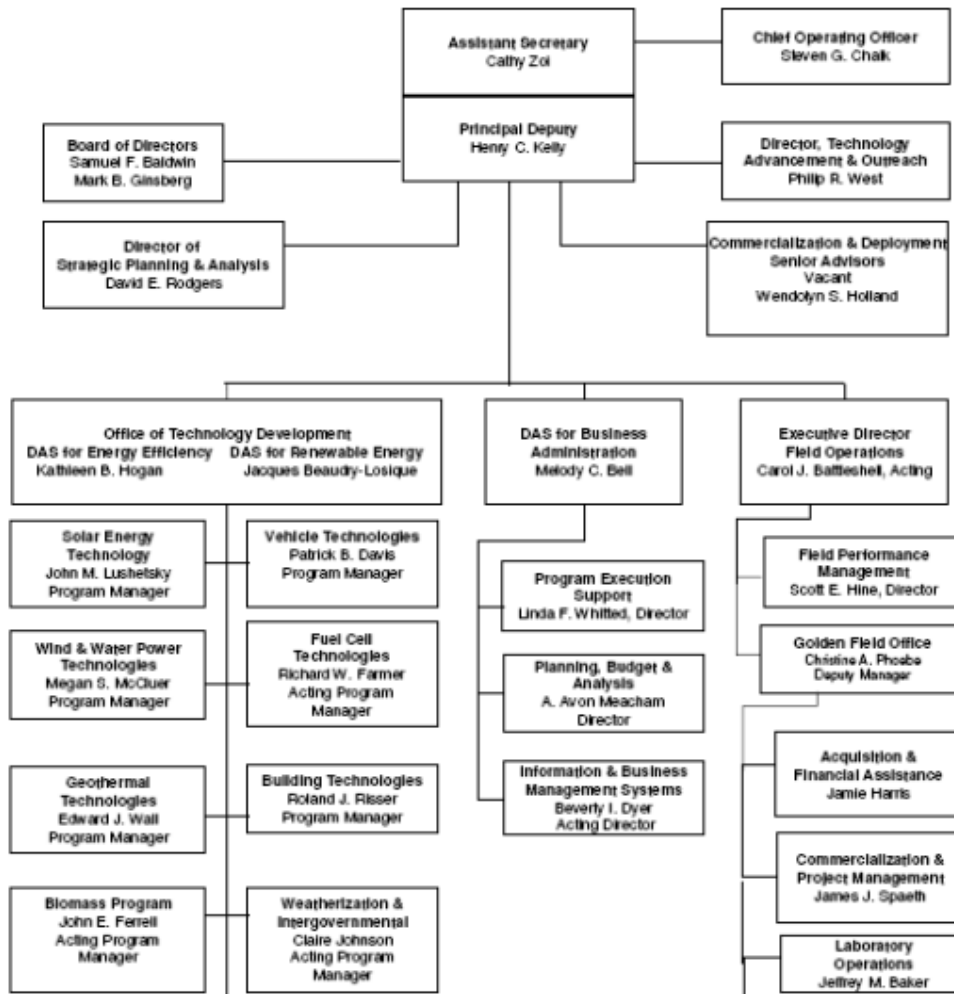 Assistant Secretary
Cathy Zoi
Chief Operating Officer
Steven G. Chalk
Principal Deputy
Henry C. Kelly
Board of Directors
Samuel F. Baldwin
Mark B. Ginsberg
Director, Technology
Advancement & Outreach
Philip R. West
Director of
Strategic Planning & Analysis
David E. Rodgers
Commercialization & Deployment
Senior Advisors
Vacant
Wendolyn S. Holland
Office of Technology Development
DAS for Energy Efficiency DAS for Renewable Energy
Kathleen B. Hogan Jacques Beaudry-Losique
DAS for Business
Administration
Melody C. Bell
Executive Director
Field Operations
Carol J. Battleshell, Acting
Solar Energy
Technology
John M. Lushetsky
Program Manager
Vehicle Technologies
Patrick B. Davis
Program Manager
Wind & Water Power
Technologies
Megan S. McCluer
Program Manager
Fuel Cell
Technologies
Richard W. Farmer
Acting Program
Manager
Geothermal
Technologies
Edward J. Wall
Program Manager
Building Technologies
Roland J. Risser
Program Manager
Biomass Program
John E. Ferrell
Acting Program
Manager
Weatherization &
Intergovernmental
Claire Johnson
Acting Program
Manager
Program Execution
Support
Linda F. Whitted, Director
Planning, Budget &
Analysis
A. Avon Meacham
Director
Information & Business
Management Systems
Beverly I. Dyer
Acting Director
Field Performance
Management
Scott E. Hine, Director
Golden Field Office
Christine A. Phoebe
Deputy Manager
Acquisition &
Financial Assistance
Jamie Harris
Commercialization &
Project Management
James J. Spaeth
Laboratory
Operations
Jeffrey M. Baker